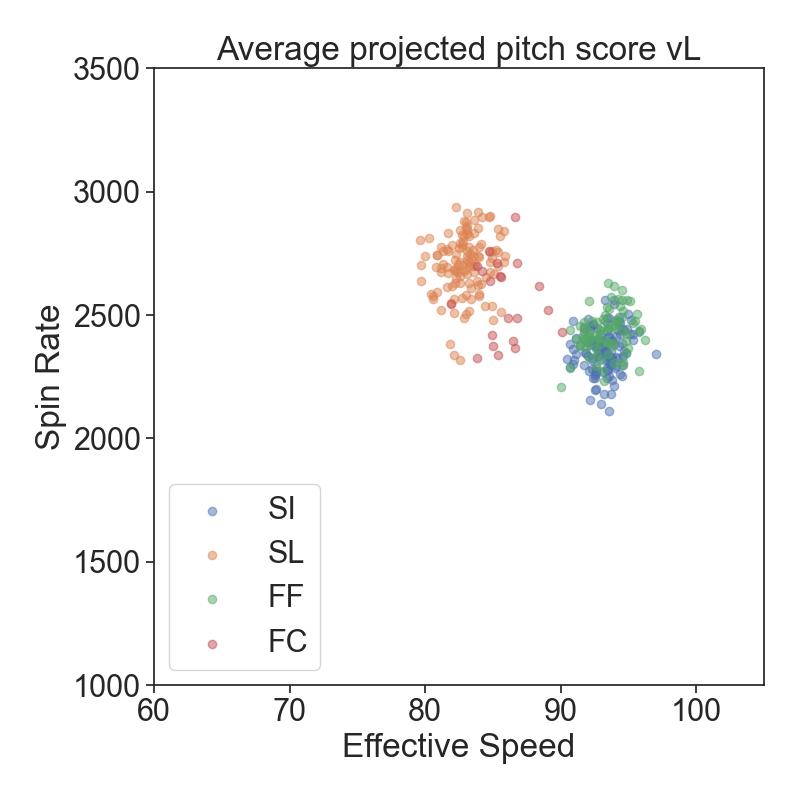 Average projected pitch score vL
3500
3000
2500
2000
1500
1000
Spin Rate
SI
SL
FF
FC
60 70 80 90 100
Effective Speed